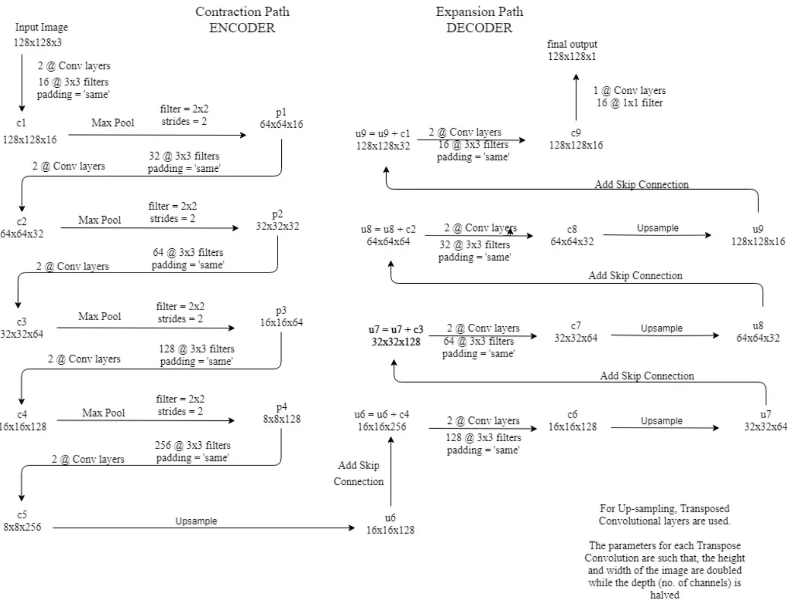 Contraction Path
ENCODER
Input Image
128x128x3
2 @ Conv layers
16 @ 3x3 filters
padding = 'same'
c1
128x128x16
Max Pool
filter = 2x2
strides = 2
p1
64x64x16
2 @ Conv layers
32 @ 3x3 filters
padding = 'same'
c2
64x64x32
Max Pool
filter = 2x2
strides = 2
p2
32x32x32
2 @ Conv layers
64 @ 3x3 filters
padding = 'same'
c3
32x32x64
Max Pool
filter = 2x2
strides = 2
p3
16x16x64
2 @ Conv layers
128 @ 3x3 filters
padding = 'same'
c4
16x16x128
Max Pool
filter = 2x2
strides = 2
p4
8x8x128
2 @ Conv layers
256 @ 3x3 filters
padding = 'same'
c5
8x8x256
Upsample
u6
16x16x128
Add Skip
Connection
Expansion Path
DECODER
final output
128x128x1
1 @ Conv layers
16 @ 1x1 filter
u9 = u9 + c1
128x128x32
2 @ Conv layers
16 @ 3x3 filters
padding = 'same'
c9
128x128x16
Add Skip Connection
u8 = u8 + c2
64x64x64
2 @ Conv layers
32 @ 3x3 filters
padding = 'same'
c8
64x64x32
Upsample
u9
128x128x16
Add Skip Connection
u7 = u7 + c3
32x32x128
2 @ Conv layers
64 @ 3x3 filters
padding = 'same'
c7
32x32x64
Upsample
u8
64x64x32
Add Skip Connection
u6 = u6 + c4
16x16x256
2 @ Conv layers
128 @ 3x3 filters
padding = 'same'
c6
16x16x128
Upsample
u7
32x32x64
For Up-sampling, Transposed
Convolutional layers are used.
The parameters for each Transpose
Convolution are such that, the height
and width of the image are doubled
while the depth (no. of channels) is
halved